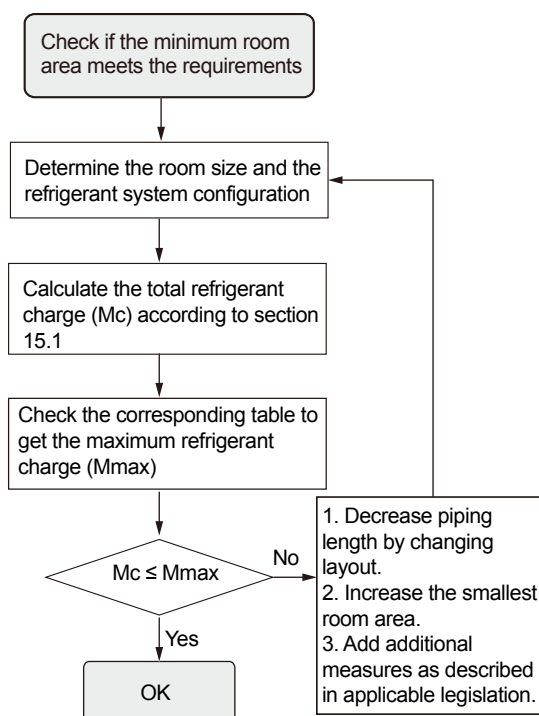 Check if the minimum room
area meets the requirements
Determine the room size and the
refrigerant system configuration
Calculate the total refrigerant
charge (Mc) according to section
15.1
Check the corresponding table to
get the maximum refrigerant
charge (Mmax)
Mc ≤ Mmax
No
Yes
OK
1. Decrease piping
length by changing
layout.
2. Increase the smallest
room area.
3. Add additional
measures as described
in applicable legislation.